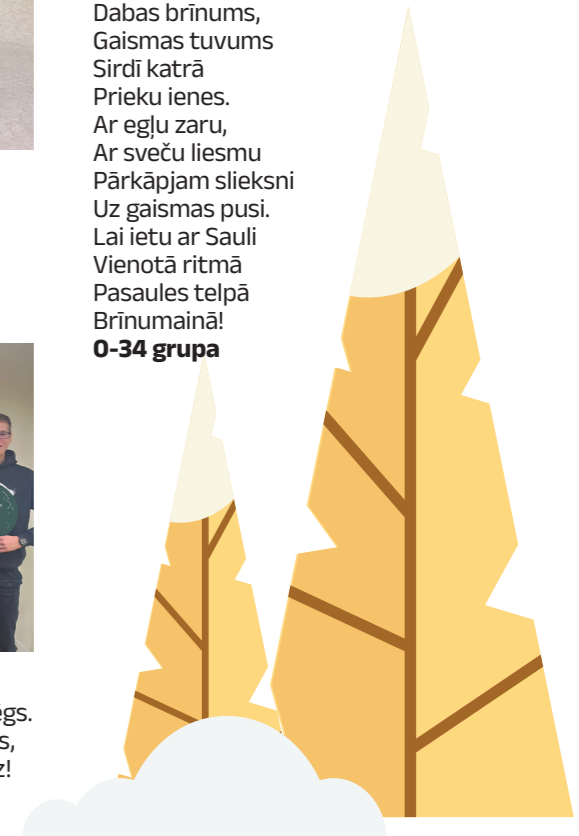 Dabas brīnums,
Gaismas tuvums
Sirdī katrā
Prieku ienes.
Ar egļu zaru,
Ar sveču liesmu
Pārkāpjam slieksni
Uz gaismas pusi.
Lai ietu ar Sauli
Vienotā ritmā
Pasaules telpā
Brīnumainā!
0-34 grupa